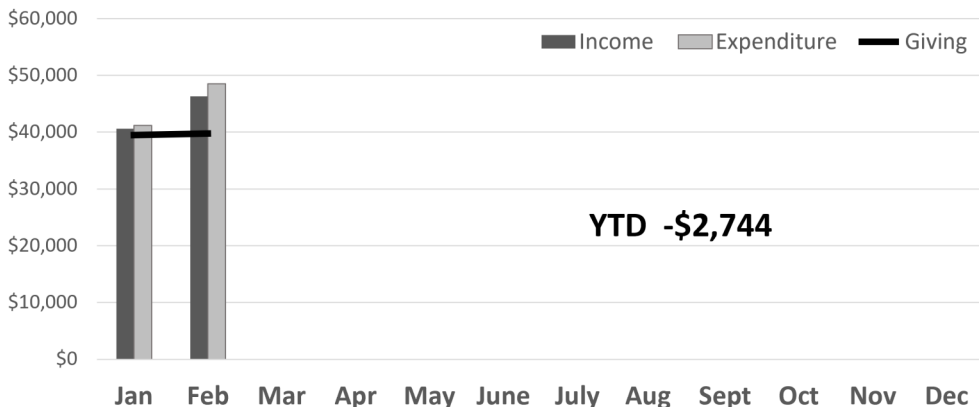 $60,000
Income Expenditure Giving
$50,000
$40,000
$30,000
YTD -$2,744
$20,000
$10,000
$0
Jan Feb Mar Apr May June July Aug Sept Oct Nov Dec